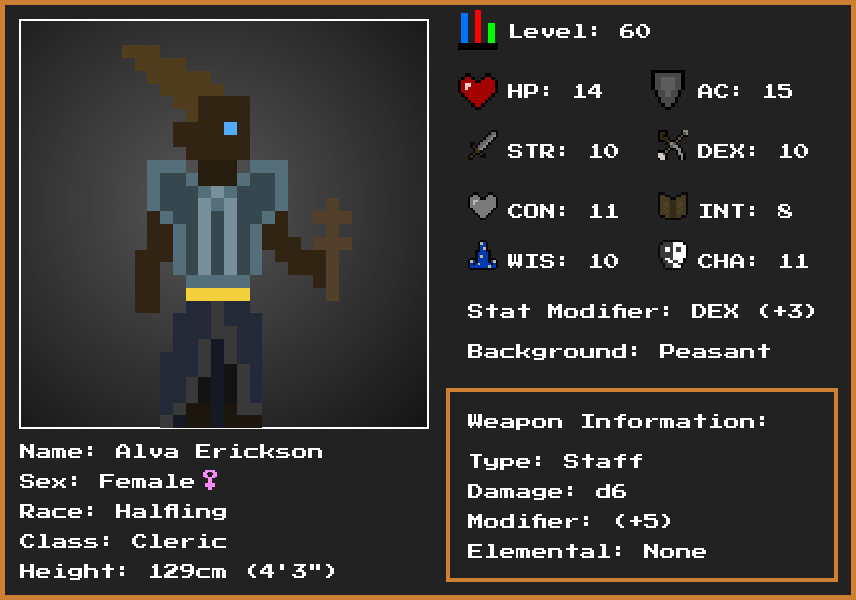 Level: 60
HP: 14
AC: 15
STR: 10
DEX: 10
CON: 11
INT: 8
WIS: 10
CHA: 11
Stat Modifier: DEX (+3)
Background: Peasant
Weapon Information:
Type: Staff
Damage: d6
Modifier: (+5)
Elemental: None
Name: Alva Erickson
Sex: Female♀
Race: Halfling
Class: Cleric
Height: 129cm (4'3")